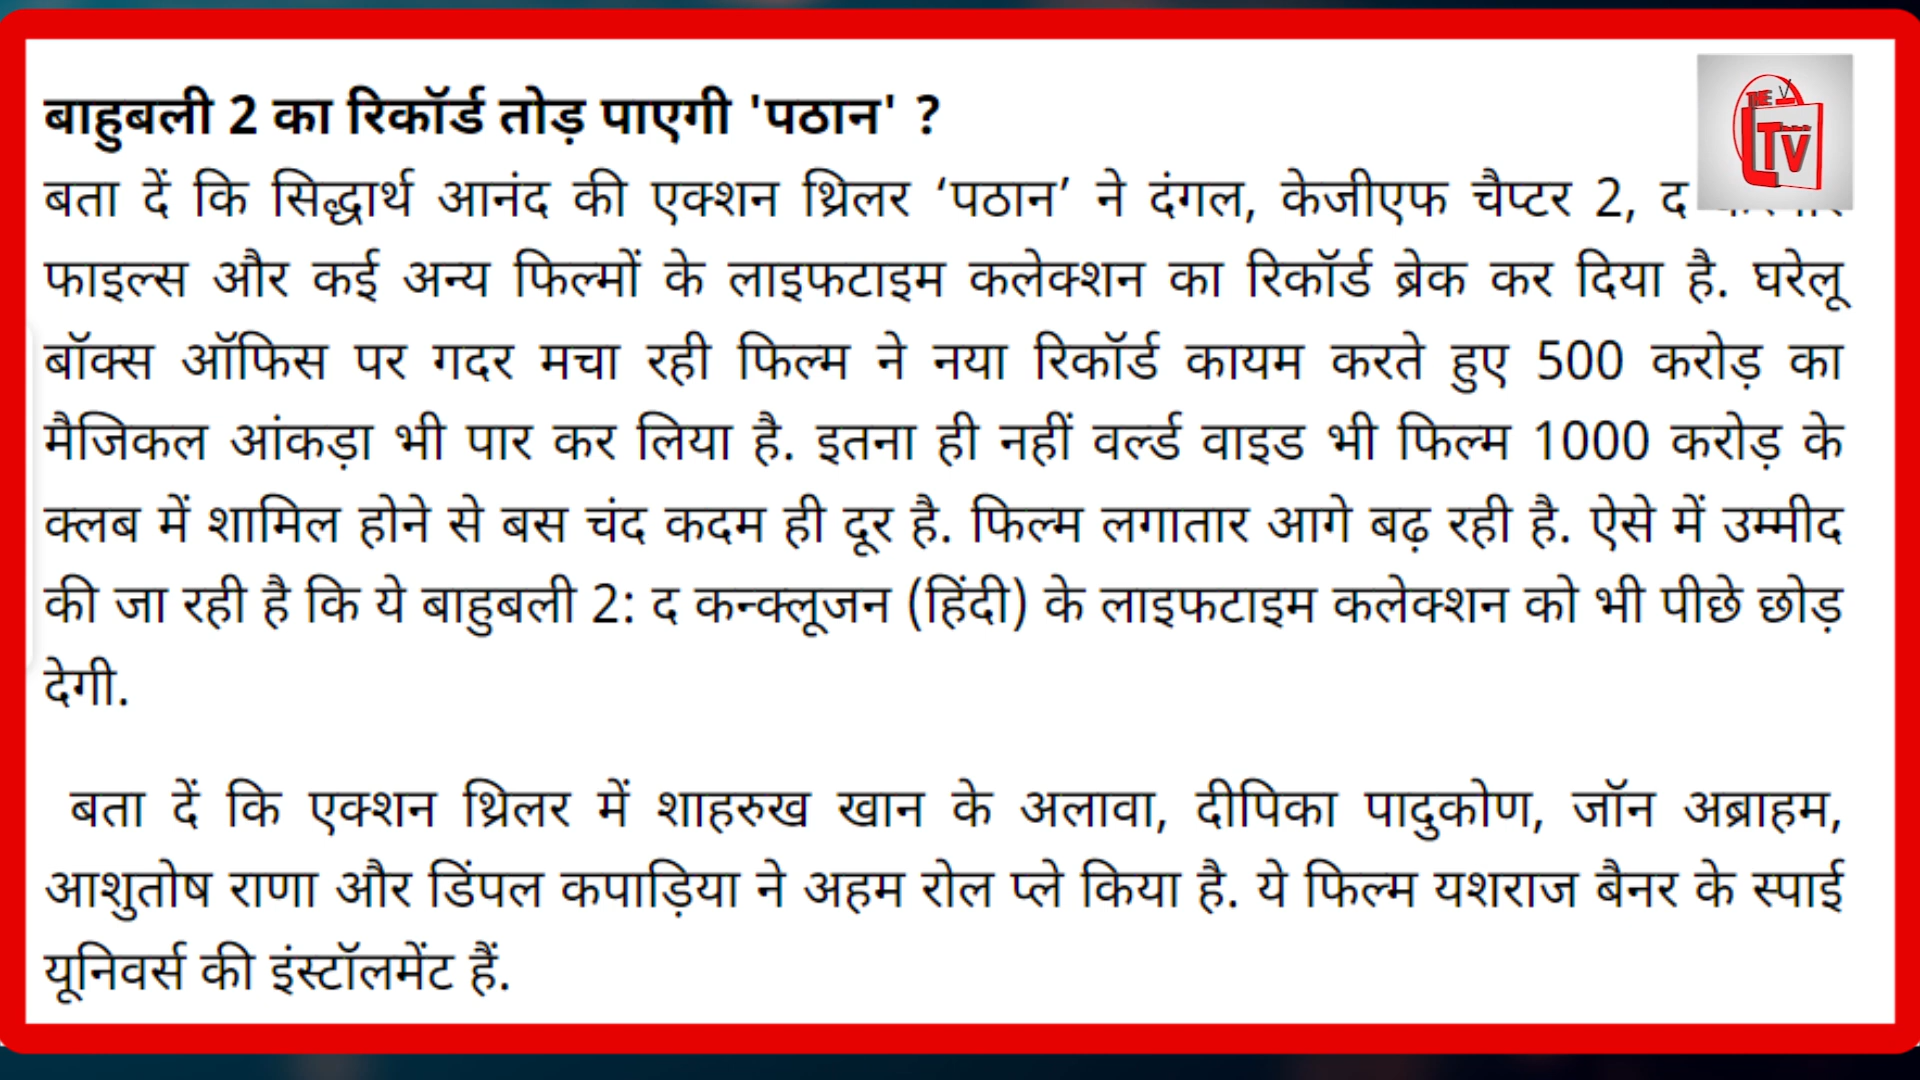 बाहुबली 2 का रिकॉर्ड तोड़ पाएगी 'पठान' ?
THE
TV
बता दें कि सिद्धार्थ आनंद की एक्शन थ्रिलर ‘पठान’ ने दंगल, केजीएफ चैप्टर 2, द
फाइल्स और कई अन्य फिल्मों के लाइफटाइम कलेक्शन का रिकॉर्ड ब्रेक कर दिया है. घरेलू
बॉक्स ऑफिस पर गदर मचा रही फिल्म ने नया रिकॉर्ड कायम करते हुए 500 करोड़ का
मैजिकल आंकड़ा भी पार कर लिया है. इतना ही नहीं वर्ल्ड वाइड भी फिल्म 1000 करोड़ के
क्लब में शामिल होने से बस चंद कदम ही दूर है. फिल्म लगातार आगे बढ़ रही है. ऐसे में उम्मीद
की जा रही है कि ये बाहुबली 2: द कन्क्लूजन (हिंदी) के लाइफटाइम कलेक्शन को भी पीछे छोड़
देगी.
बता दें कि एक्शन थ्रिलर में शाहरुख खान के अलावा, दीपिका पादुकोण, जॉन अब्राहम,
आशुतोष राणा और डिंपल कपाड़िया ने अहम रोल प्ले किया है. ये फिल्म यशराज बैनर के स्पाई
यूनिवर्स की इंस्टॉलमेंट हैं.